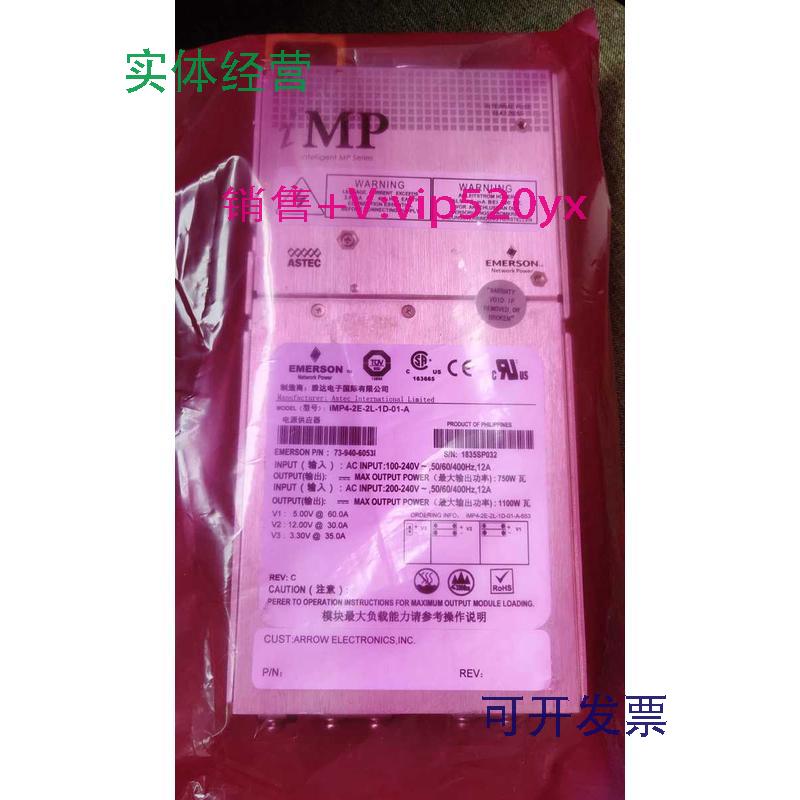 实体经营
iMP
Intelligent MP Series
INTERNAL FUSE
WARNING
WARNING
销售+V:vip520yx
ASTEC
EMERSON
Network Power
"WARRANTY
VOID IF
REMOVED OR
BROKEN"
EMERSON
Network Power
TÜV
SA
C US
163665
CE
c RU US
制造商: 雅达电子国际有限公司
Manufacturer: Astec International Limited
MODEL (型号): iMP4-2E-2L-1D-01-A
电源供应器
PRODUCT OF PHILIPPINES
EMERSON P/N : 73-940-6053I
S/N: 1835SP032
INPUT (输入) : AC INPUT:100-240V ~ ,50/60/400Hz,12A
OUTPUT(输出): MAX OUTPUT POWER (最大输出功率) : 750W 瓦
INPUT (输入) : AC INPUT:200-240V ~ ,50/60/400Hz,12A
OUTPUT(输出): MAX OUTPUT POWER (最大输出功率) : 1100W 瓦
ORDERING INFO: iMP4-2E-2L-1D-01-A-553
V1 : 5.00V @ 60.0A
V2 : 12.00V @ 30.0A
V3 : 3.30V @ 35.0A
+ V3 - + V2 - + V1 -
REV: C
RoHS
CAUTION (注意) :
PERER TO OPERATION INSTRUCTIONS FOR MAXIMUM OUTPUT MODULE LOADING.
模块最大负载能力请参考操作说明
CUST:ARROW ELECTRONICS,INC.
P/N:
REV:
可开发票